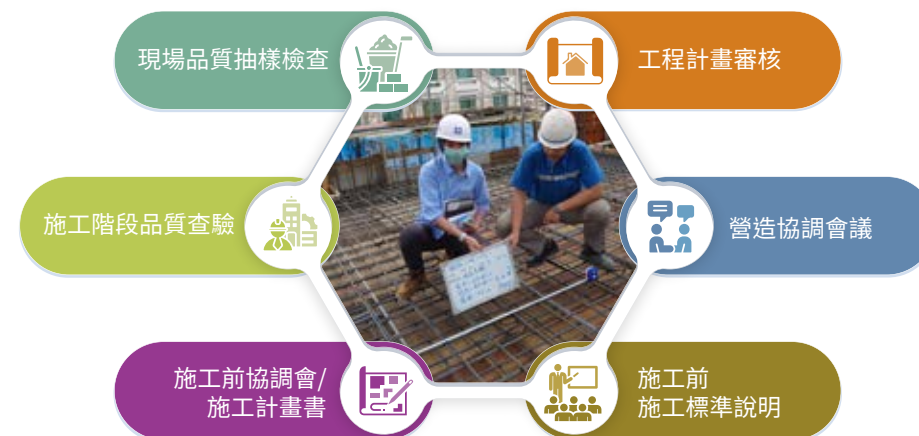 現場品質抽樣檢查
工程計畫審核
施工階段品質查驗
營造協調會議
施工前協調會/
施工計畫書
施工前
施工標準說明